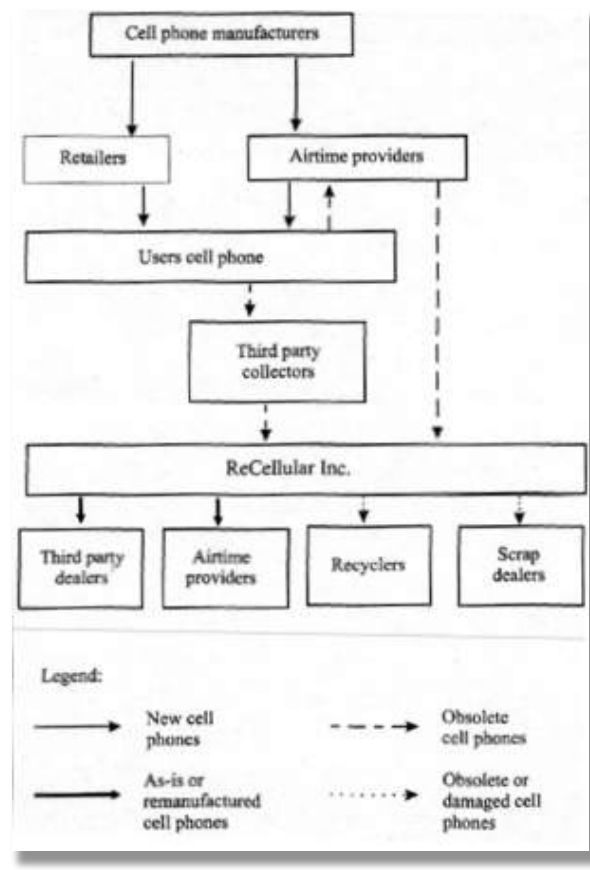 Cell phone manufacturers
Retailers
Airtime providers
Users cell phone
Third party
collectors
ReCellular Inc.
Third party
dealers
Airtime
providers
Recyclers
Scrap
dealers
Legend:
New cell
phones
Obsolete
cell phones
As-is or
remanufactured
cell phones
Obsolete or
damaged cell
phones